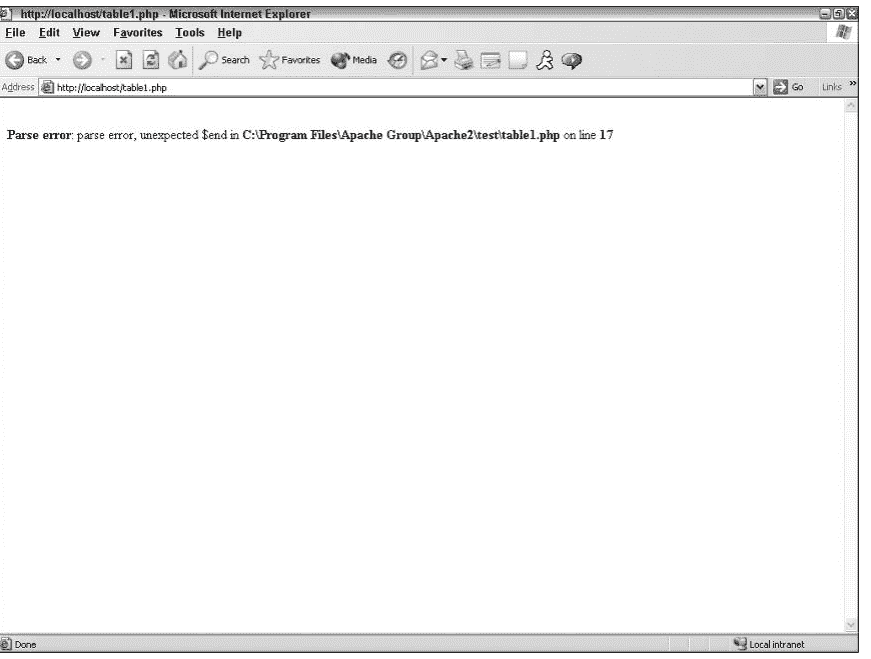 http://localhost/table1.php - Microsoft Internet Explorer
File Edit View Favorites Tools Help
Back Search Favorites Media
Address http://localhost/table1.php Go Links »
Parse error: parse error, unexpected $end in C:\Program Files\Apache Group\Apache2\test\table1.php on line 17
Done Local intranet